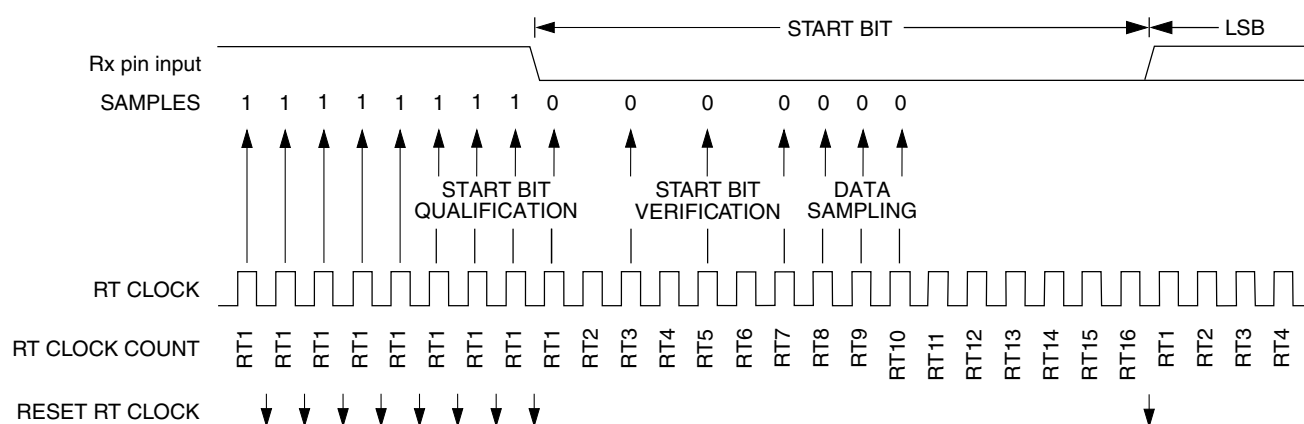 START BIT LSB
Rx pin input
SAMPLES 1 1 1 1 1 1 1 1 0 0 0 0 0 0 0
START BIT QUALIFICATION
START BIT VERIFICATION
DATA SAMPLING
RT CLOCK
RT CLOCK COUNT RT1 RT1 RT1 RT1 RT1 RT1 RT1 RT1 RT1 RT2 RT3 RT4 RT5 RT6 RT7 RT8 RT9 RT10 RT11 RT12 RT13 RT14 RT15 RT16 RT1 RT2 RT3 RT4
RESET RT CLOCK